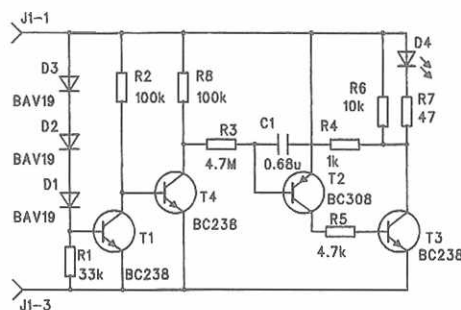 J1-1
D3
BAV19
D2
BAV19
D1
BAV19
R1
33k
R2
100k
R8
100k
T1
BC238
T4
BC238
R3
4.7M
C1
0.68u
R4
1k
T2
BC308
R5
4.7k
R6
10k
D4
R7
47
T3
BC238
J1-3